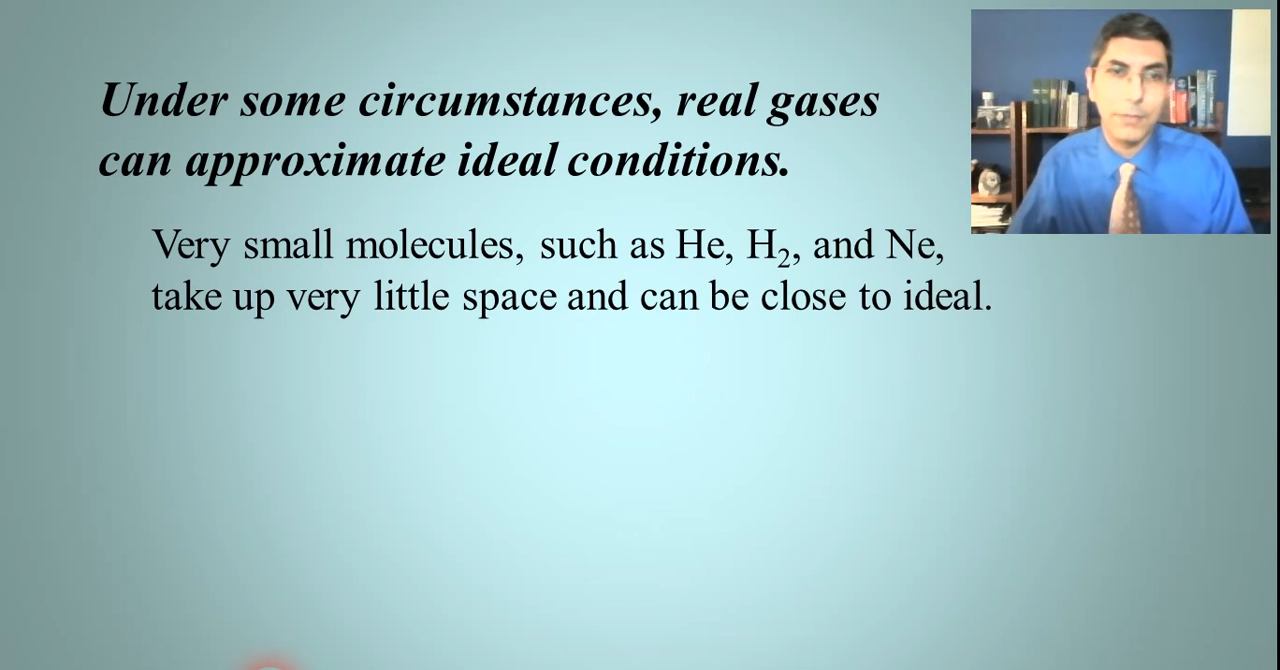 Under some circumstances, real gases
can approximate ideal conditions.
Very small molecules, such as He, H₂, and Ne,
take up very little space and can be close to ideal.